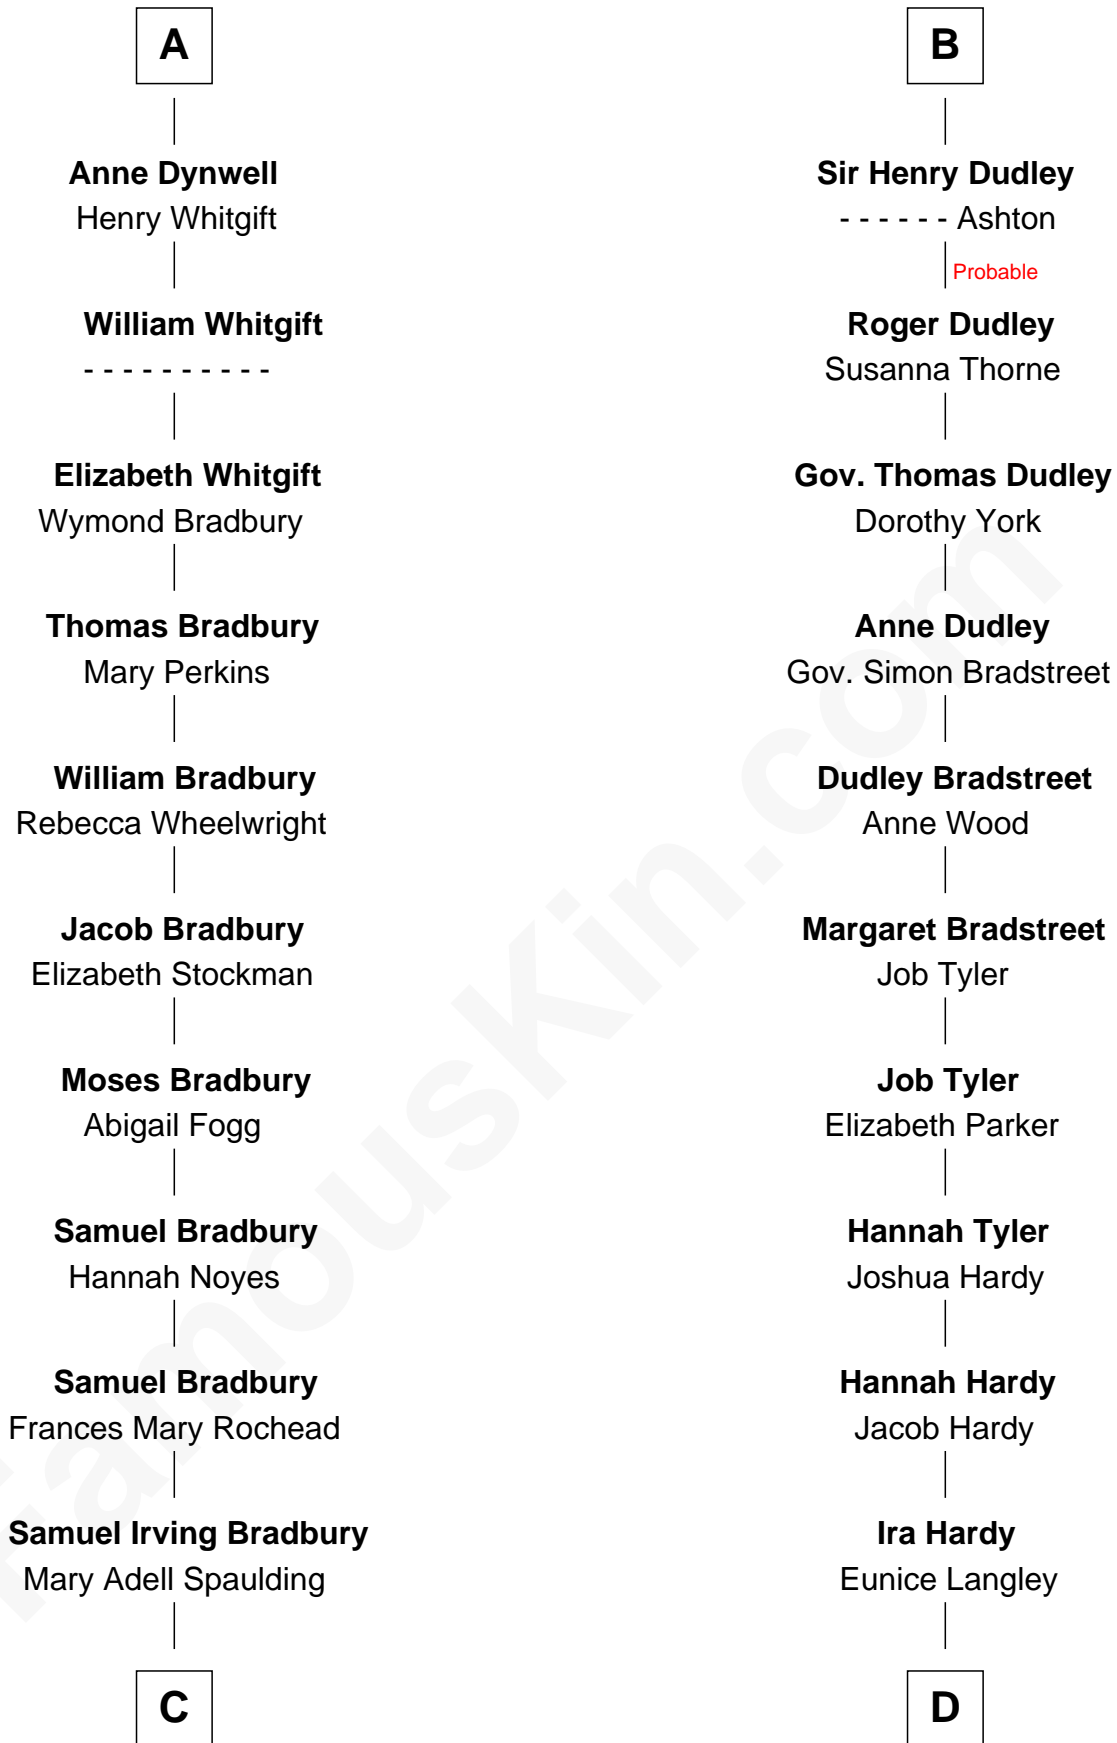 A
Anne Dynwell
Henry Whitgift
William Whitgift
- - - - - - - - - -
Elizabeth Whitgift
Wymond Bradbury
Thomas Bradbury
Mary Perkins
William Bradbury
Rebecca Wheelwright
Jacob Bradbury
Elizabeth Stockman
Moses Bradbury
Abigail Fogg
Samuel Bradbury
Hannah Noyes
Samuel Bradbury
Frances Mary Rochead
Samuel Irving Bradbury
Mary Adell Spaulding
C
B
Sir Henry Dudley
- - - - - - Ashton
Probable
Roger Dudley
Susanna Thorne
Gov. Thomas Dudley
Dorothy York
Anne Dudley
Gov. Simon Bradstreet
Dudley Bradstreet
Anne Wood
Margaret Bradstreet
Job Tyler
Job Tyler
Elizabeth Parker
Hannah Tyler
Joshua Hardy
Hannah Hardy
Jacob Hardy
Ira Hardy
Eunice Langley
D
FamousKin.com